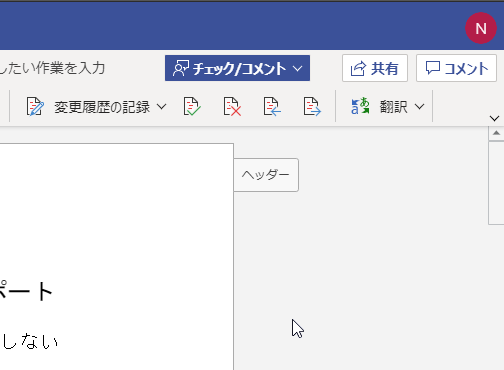 N
したい作業を入力 チェック/コメント 共有 コメント
変更履歴の記録 あa 翻訳
ヘッダー
ポート
しない